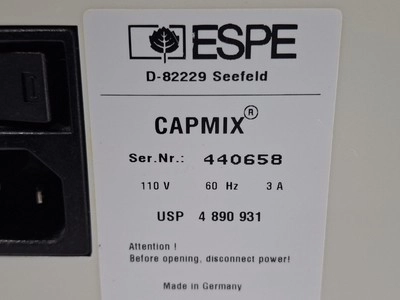 ESPE
D-82229 Seefeld
CAPMIX®
Ser.Nr.: 440658
110 V 60 Hz 3 A
USP 4 890 931
Attention !
Before opening, disconnect power!
Made in Germany